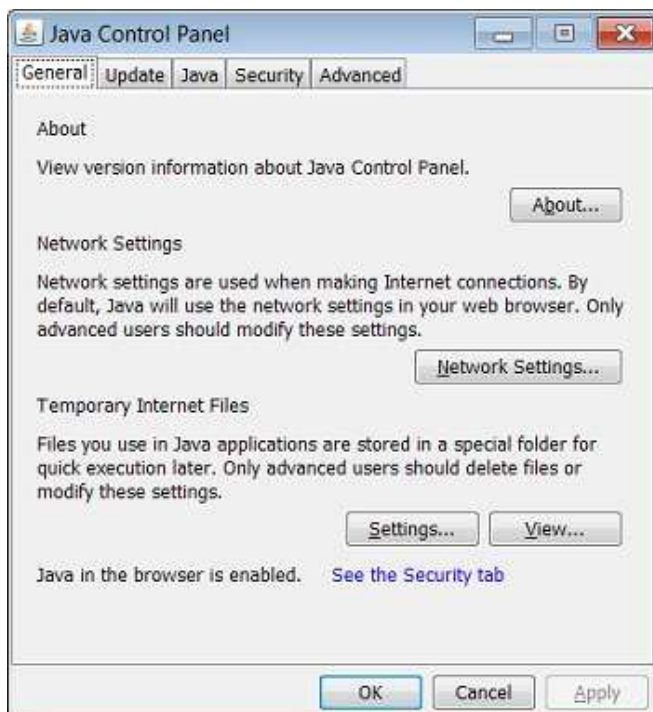 Java Control Panel
General Update Java Security Advanced
About
View version information about Java Control Panel.
About...
Network Settings
Network settings are used when making Internet connections. By
default, Java will use the network settings in your web browser. Only
advanced users should modify these settings.
Network Settings...
Temporary Internet Files
Files you use in Java applications are stored in a special folder for
quick execution later. Only advanced users should delete files or
modify these settings.
Settings... View...
Java in the browser is enabled. See the Security tab
OK Cancel Apply